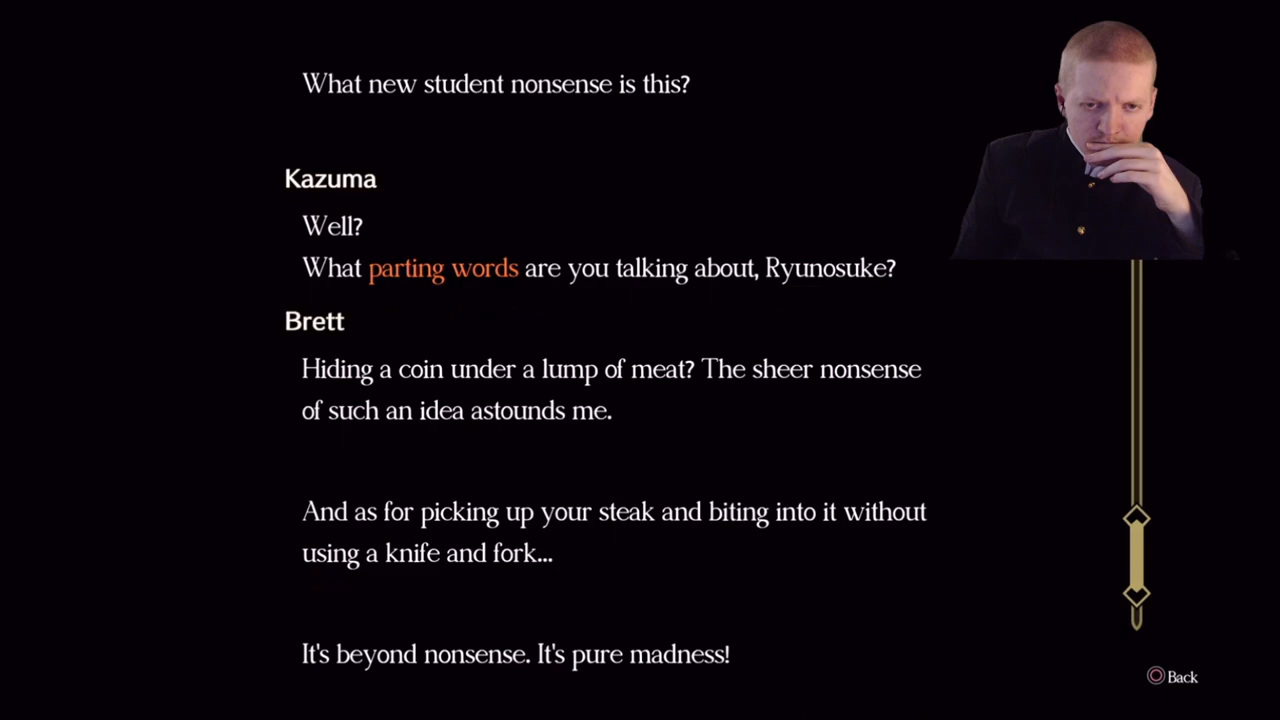 What new student nonsense is this?
Kazuma
Well?
What parting words are you talking about, Ryunosuke?
Brett
Hiding a coin under a lump of meat? The sheer nonsense
of such an idea astounds me.
And as for picking up your steak and biting into it without
using a knife and fork...
It's beyond nonsense. It's pure madness!
Back